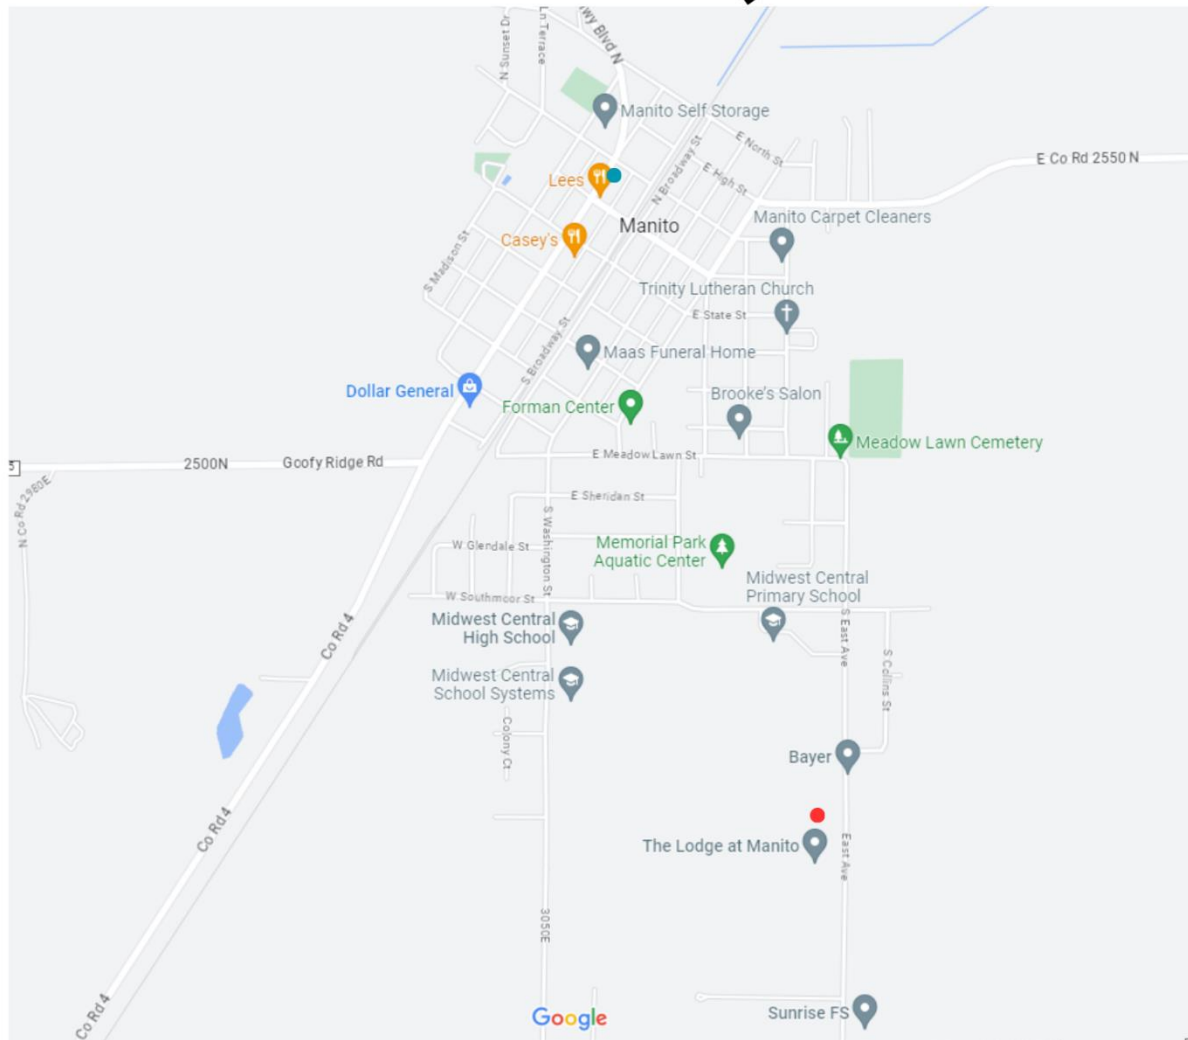 N Sunset Dr
Ln Terrace
wy Blvd N
Manito Self Storage
E North St
E Co Rd 2550 N
N Broadway St
E High St
Lees
Manito
Manito Carpet Cleaners
Casey's
S Madison St
Trinity Lutheran Church
E State St
S Broadway St
Maas Funeral Home
Dollar General
Brooke's Salon
Forman Center
Meadow Lawn Cemetery
E Meadow Lawn St
2500N
Goofy Ridge Rd
N Co Rd 2980E
E Sheridan St
S Washington St
W Glendale St
Memorial Park
Aquatic Center
Midwest Central
Primary School
W Southmoor St
Midwest Central
High School
Co Rd 4
S East Ave
S Collins St
Midwest Central
School Systems
Colony Ct
Bayer
Co Rd 4
The Lodge at Manito
East Ave
3050E
Co Rd 4
Google
Sunrise FS